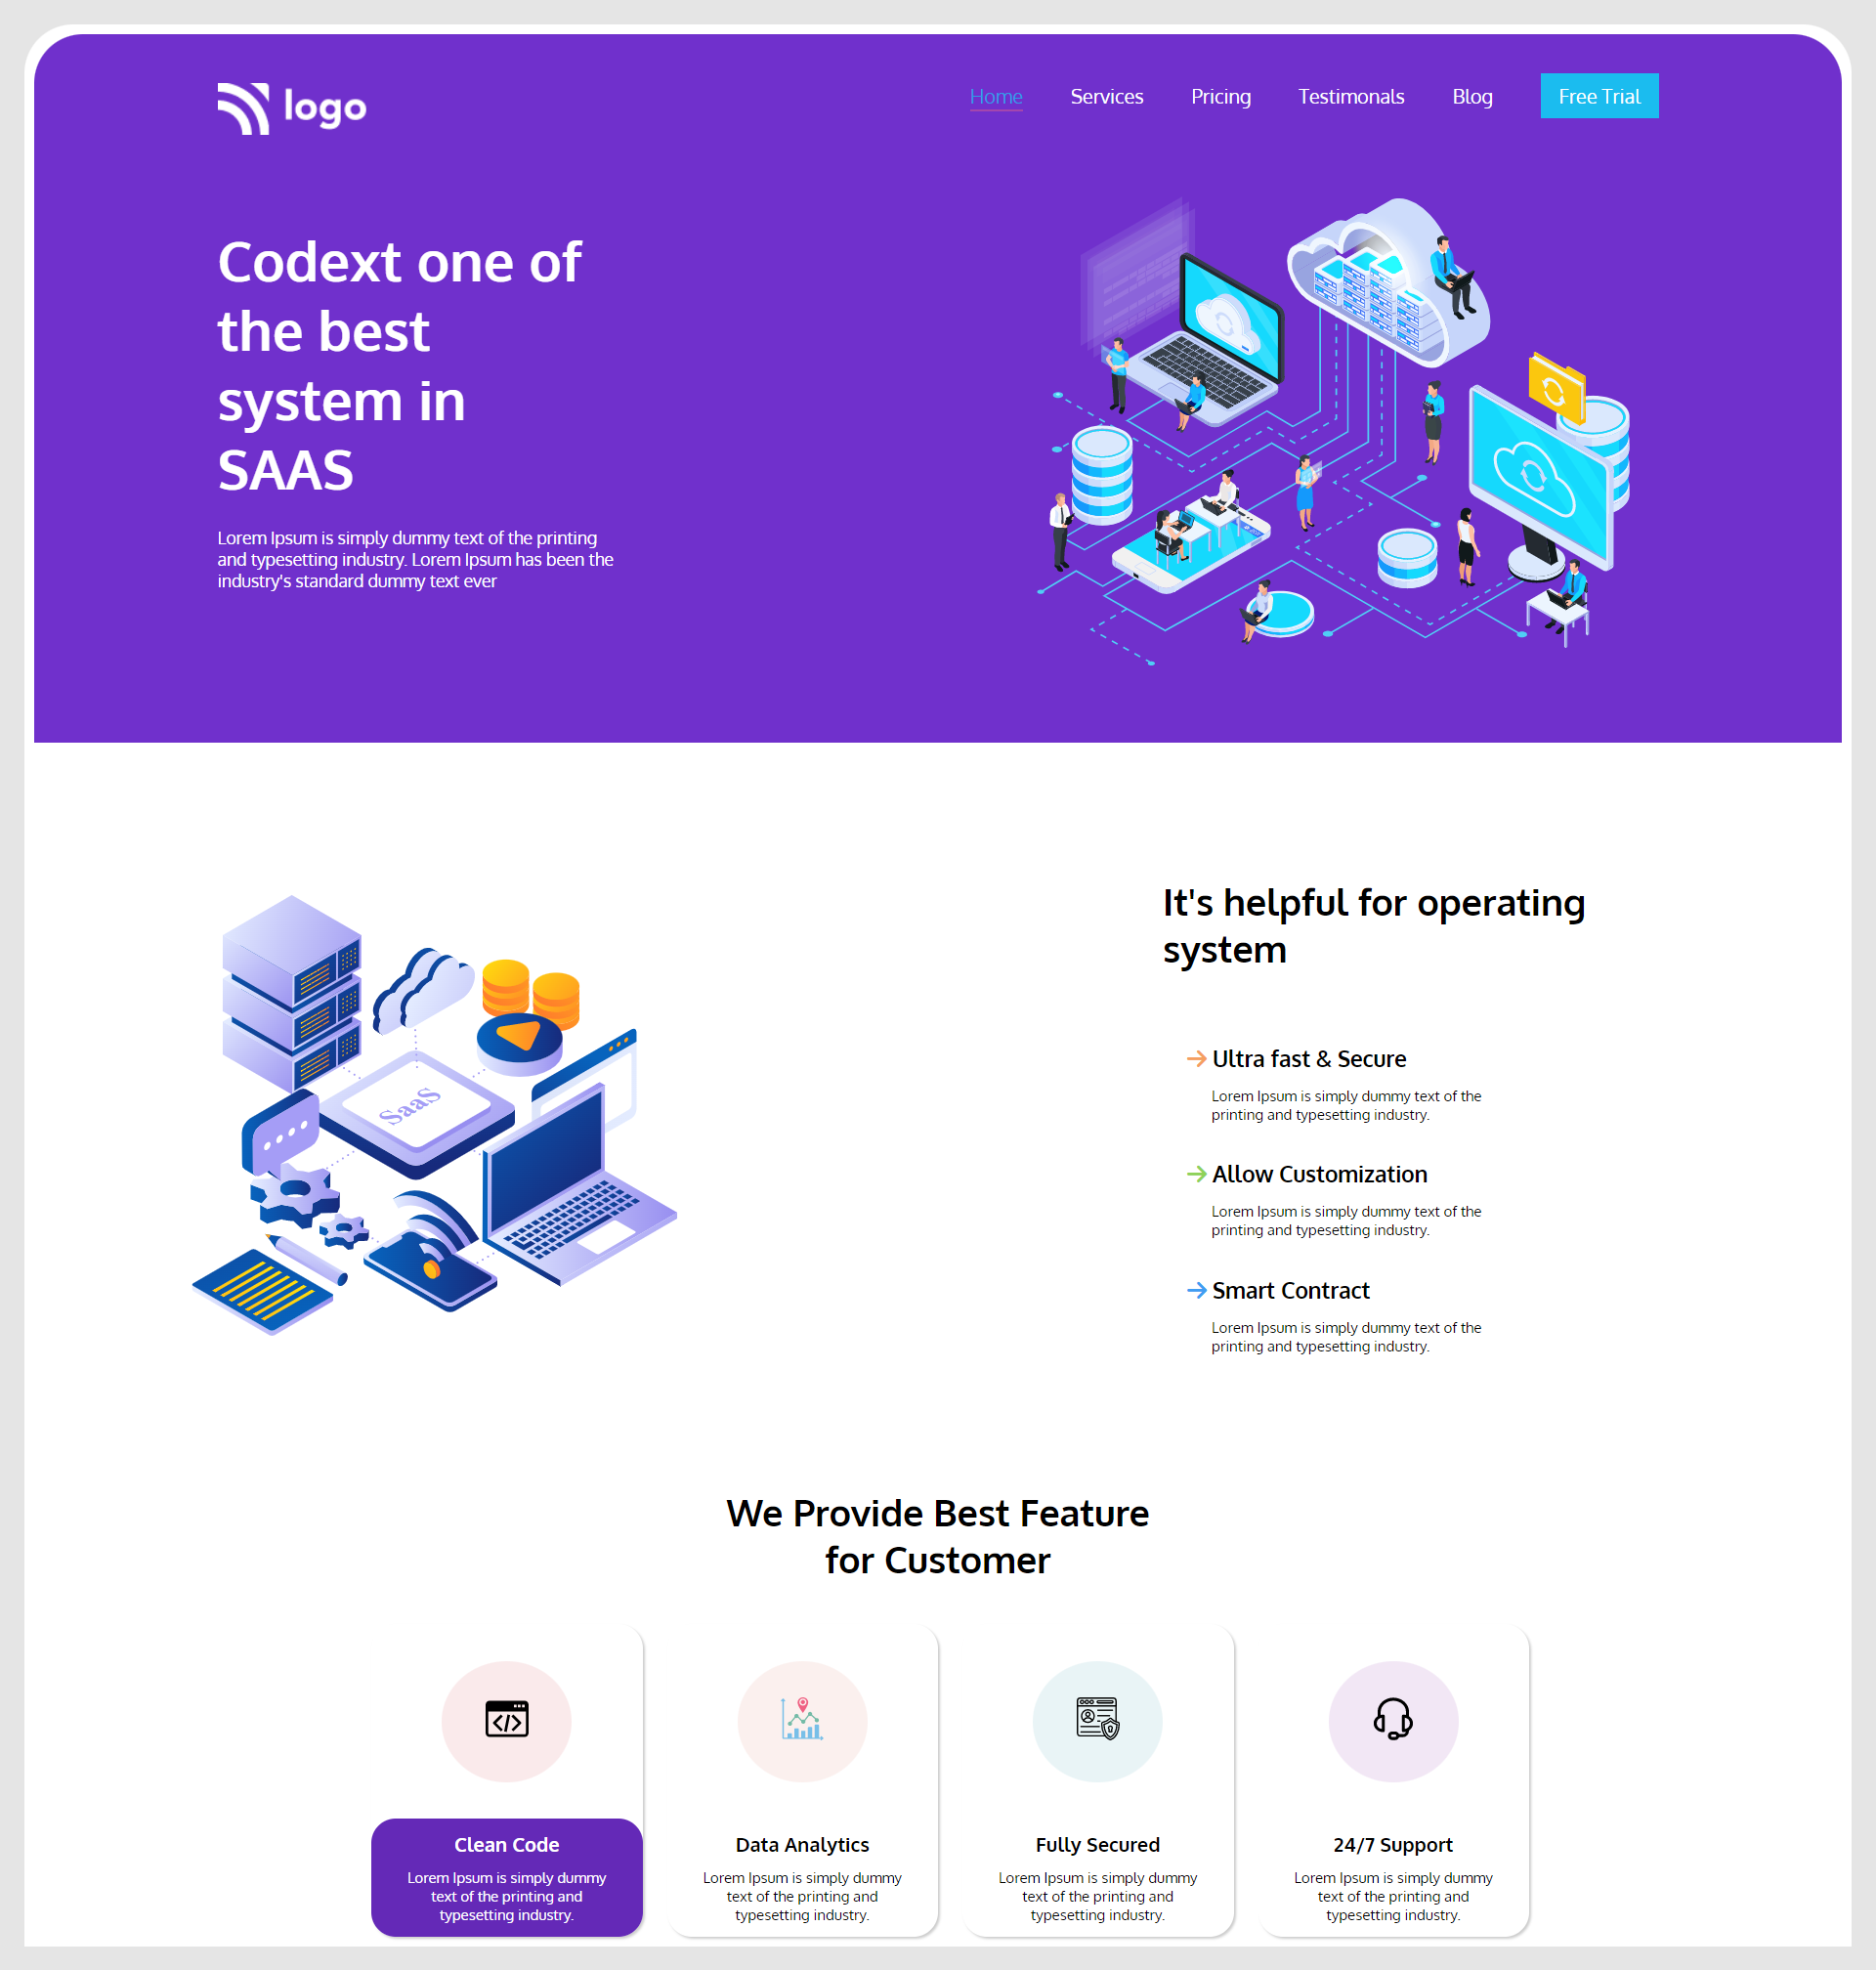 logo
Home Services Pricing Testimonals Blog Free Trial
Codext one of
the best
system in
SAAS
Lorem Ipsum is simply dummy text of the printing
and typesetting industry. Lorem Ipsum has been the
industry's standard dummy text ever
SaaS
It's helpful for operating
system
Ultra fast & Secure
Lorem Ipsum is simply dummy text of the
printing and typesetting industry.
Allow Customization
Lorem Ipsum is simply dummy text of the
printing and typesetting industry.
Smart Contract
Lorem Ipsum is simply dummy text of the
printing and typesetting industry.
We Provide Best Feature
for Customer
Clean Code
Lorem Ipsum is simply dummy
text of the printing and
typesetting industry.
Data Analytics
Lorem Ipsum is simply dummy
text of the printing and
typesetting industry.
Fully Secured
Lorem Ipsum is simply dummy
text of the printing and
typesetting industry.
24/7 Support
Lorem Ipsum is simply dummy
text of the printing and
typesetting industry.